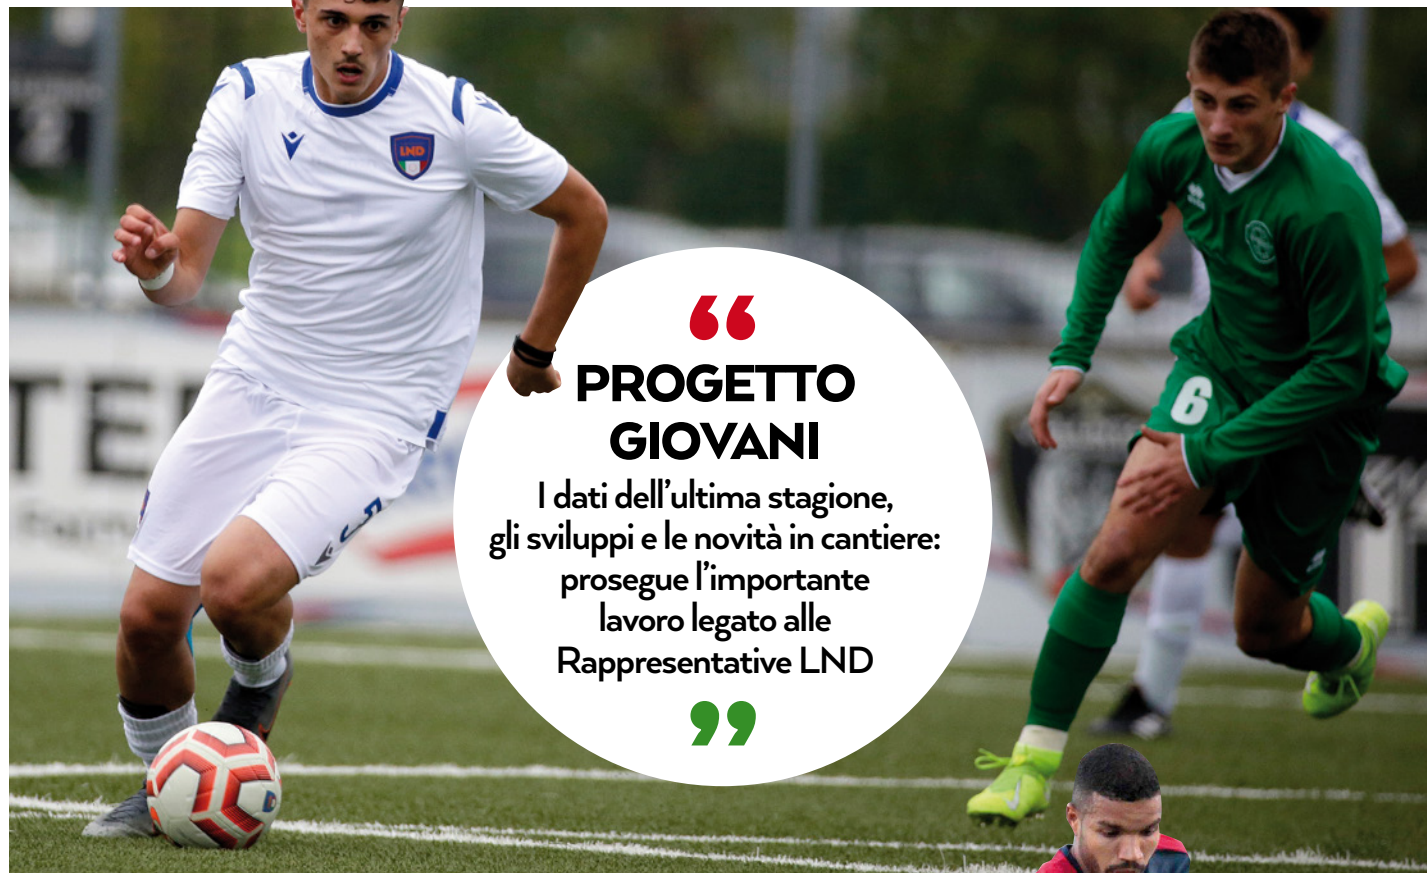 LND
“
PROGETTO
GIOVANI
I dati dell’ultima stagione,
gli sviluppi e le novità in cantiere:
prosegue l’importante
lavoro legato alle
Rappresentative LND
”
6
TE